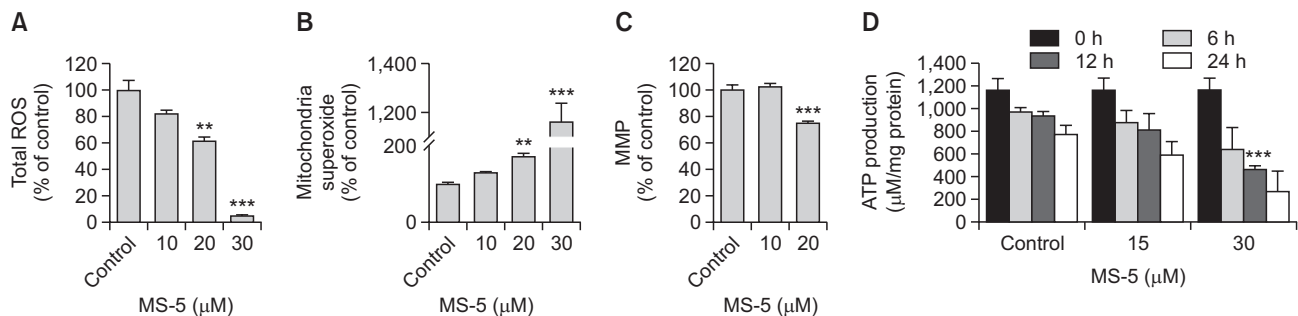 A
Total ROS
(% of control)
120
100
80
60
40
20
0
**
***
Control
10
20
30
MS-5 (μM)
B
Mitochondria
superoxide
(% of control)
1,400
1,200
200
0
**
***
Control
10
20
30
MS-5 (μM)
C
MMP
(% of control)
120
100
80
60
40
20
0
***
Control
10
20
MS-5 (μM)
D
0 h
6 h
12 h
24 h
ATP production
(μM/mg protein)
1,400
1,200
1,000
800
600
400
200
0
***
Control
15
30
MS-5 (μM)